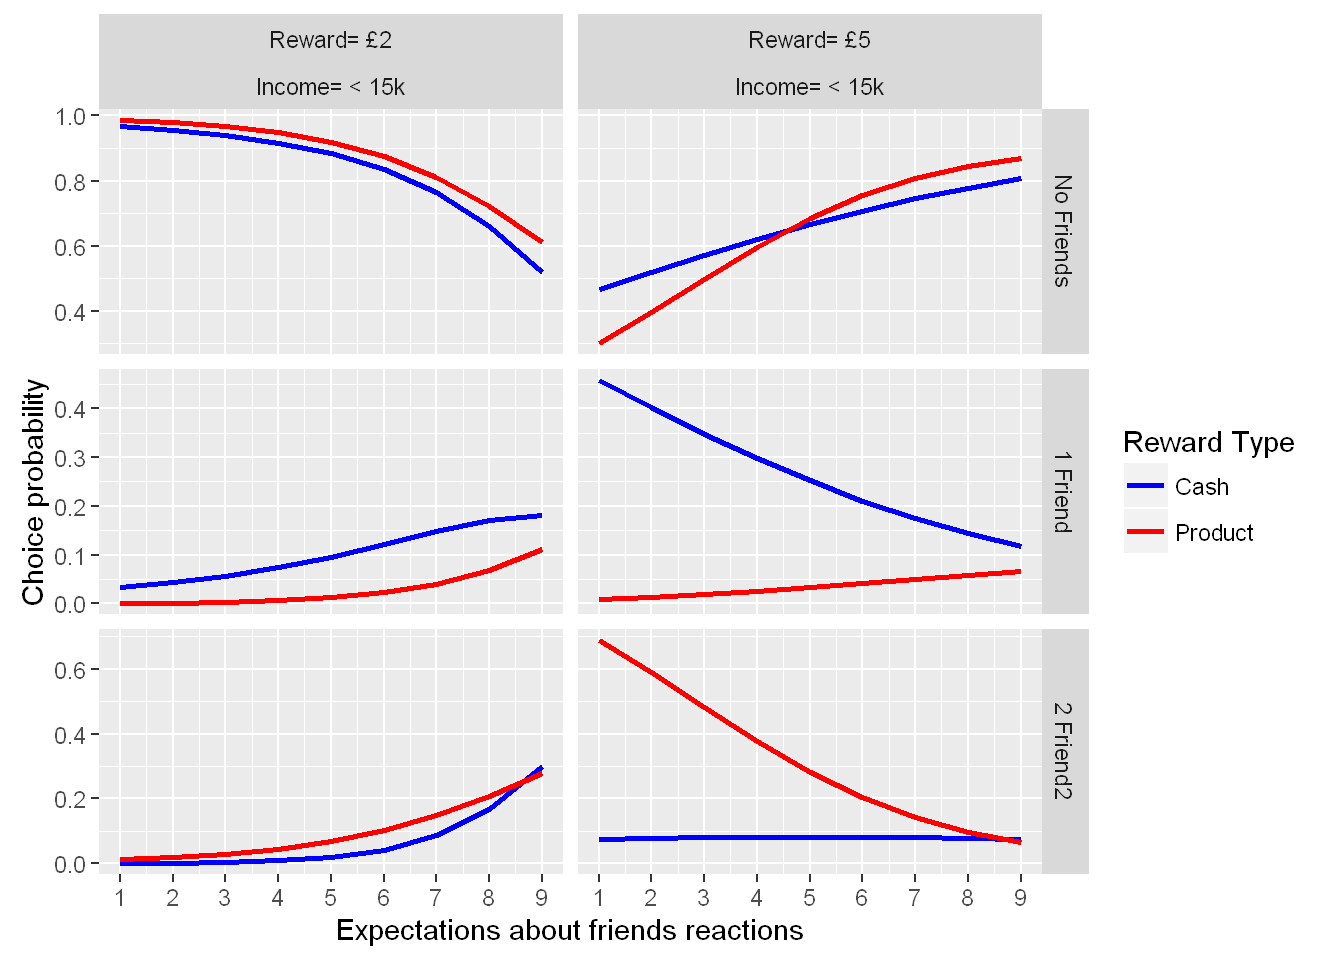 Reward= £2
Income= < 15k
Reward= £5
Income= < 15k
1.0
0.8
0.6
0.4
No Friends
0.4
0.3
0.2
0.1
0.0
1 Friend
0.6
0.4
0.2
0.0
2 Friend2
1 2 3 4 5 6 7 8 9
1 2 3 4 5 6 7 8 9
Choice probability
Expectations about friends reactions
Reward Type
Cash
Product